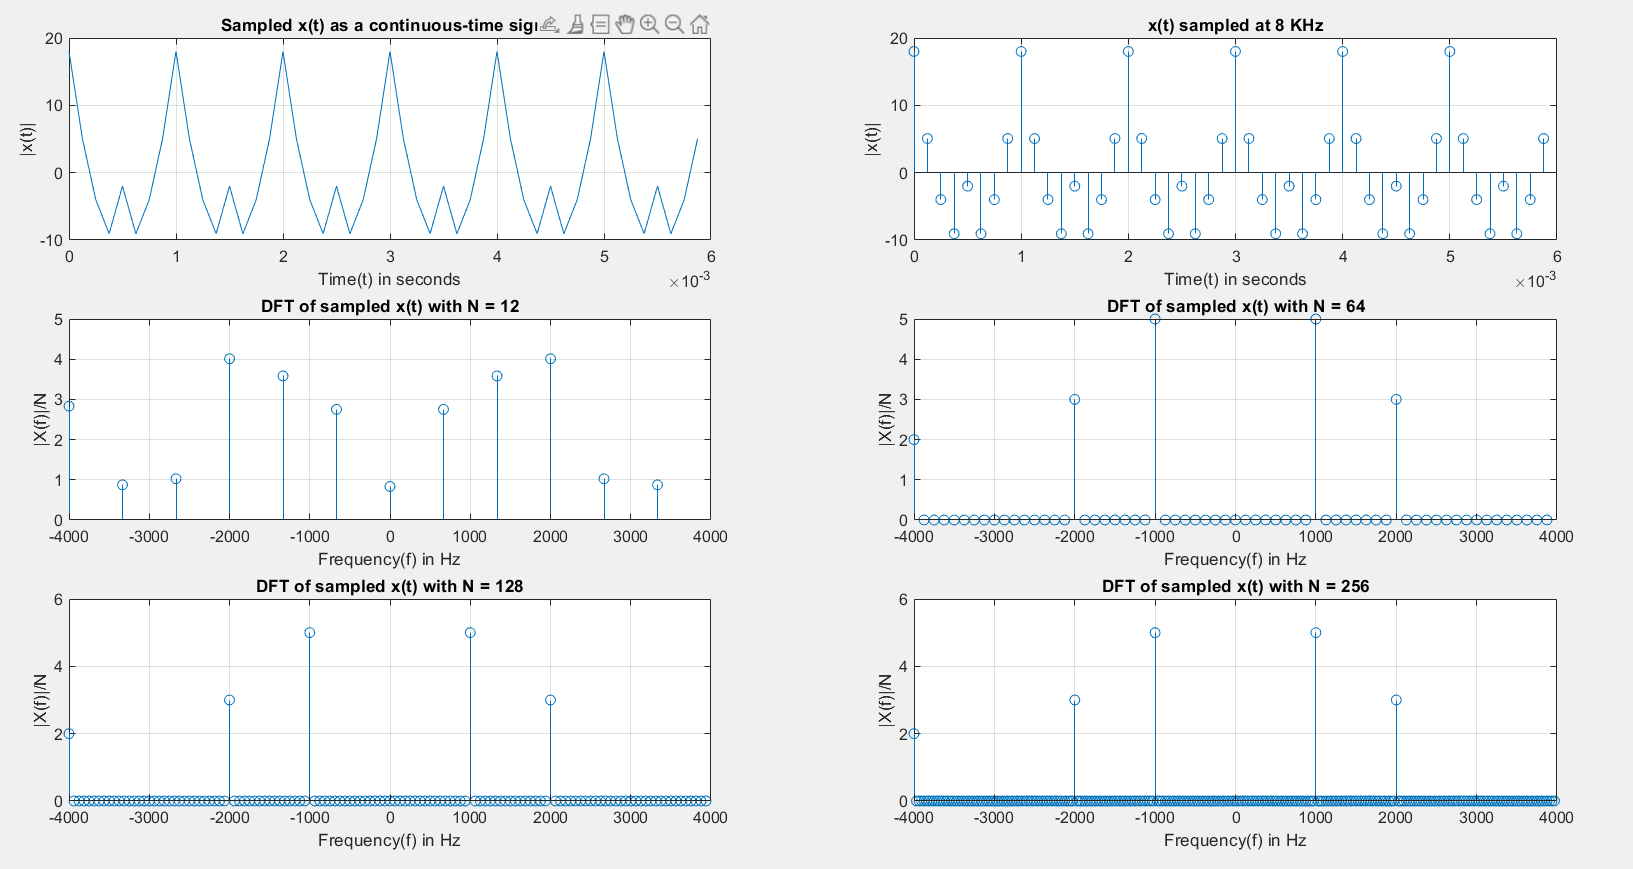 Sampled x(t) as a continuous-time
20
10
0
-10
|x(t)|
0 1 2 3 4 5 6
Time(t) in seconds
×10-3
x(t) sampled at 8 KHz
20
10
0
-10
|x(t)|
0 1 2 3 4 5 6
Time(t) in seconds
×10-3
DFT of sampled x(t) with N = 12
5
4
3
2
1
0
|X(f)|/N
-4000 -3000 -2000 -1000 0 1000 2000 3000 4000
Frequency(f) in Hz
DFT of sampled x(t) with N = 64
5
4
3
2
1
0
|X(f)|/N
-4000 -3000 -2000 -1000 0 1000 2000 3000 4000
Frequency(f) in Hz
DFT of sampled x(t) with N = 128
6
4
2
0
|X(f)|/N
-4000 -3000 -2000 -1000 0 1000 2000 3000 4000
Frequency(f) in Hz
DFT of sampled x(t) with N = 256
6
4
2
0
|X(f)|/N
-4000 -3000 -2000 -1000 0 1000 2000 3000 4000
Frequency(f) in Hz